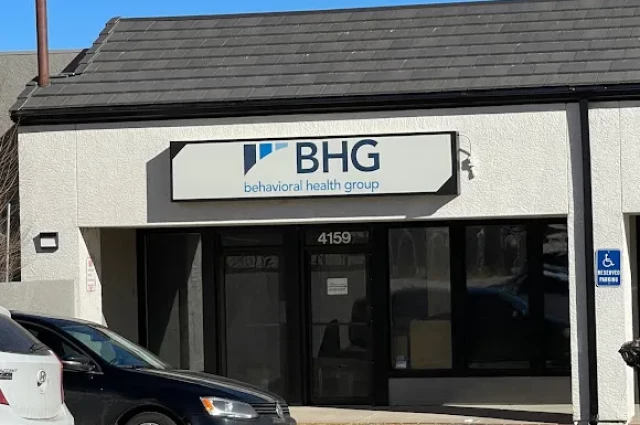 BHG
behavioral health group
4159
RESERVED
PARKING